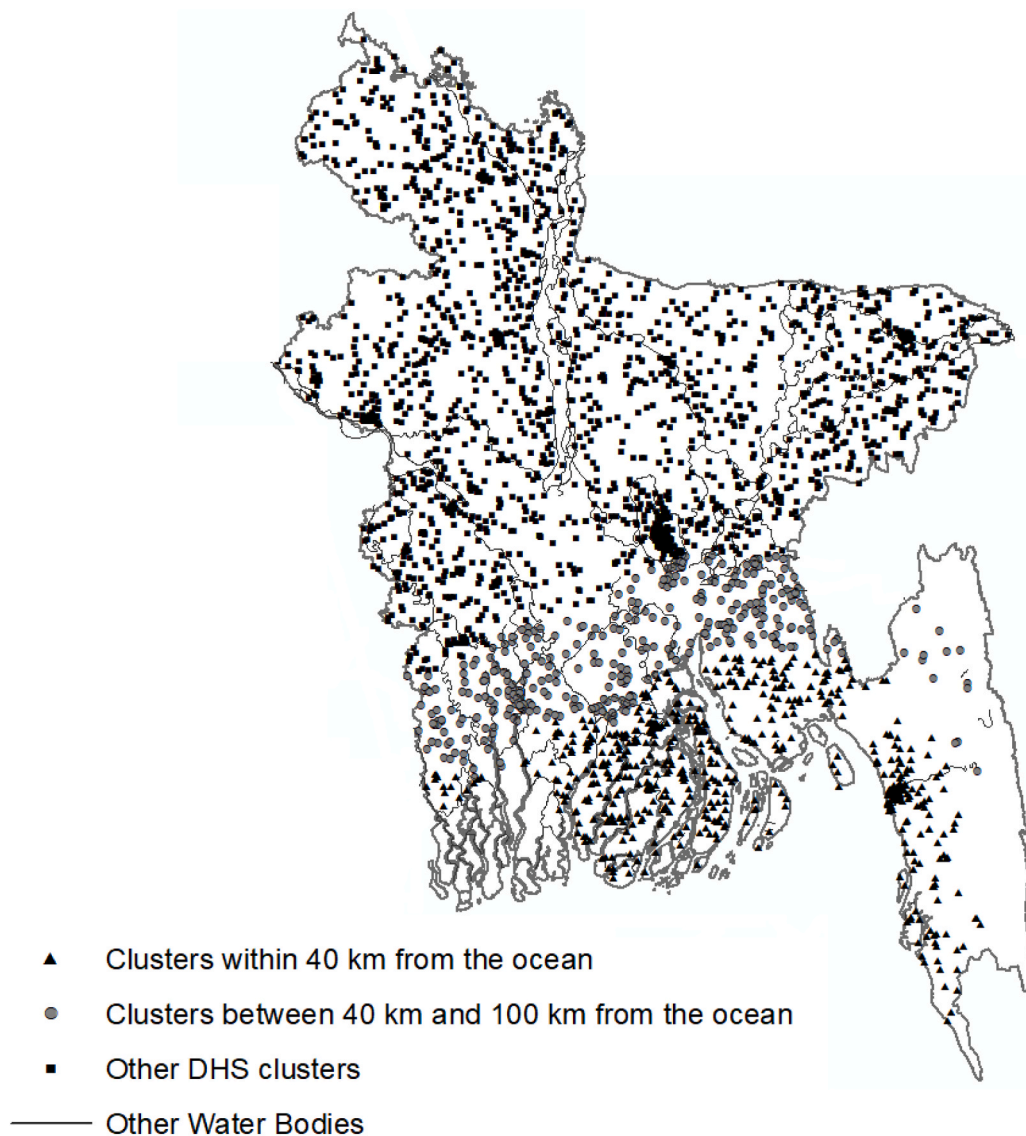 Clusters within 40 km from the ocean
Clusters between 40 km and 100 km from the ocean
Other DHS clusters
Other Water Bodies